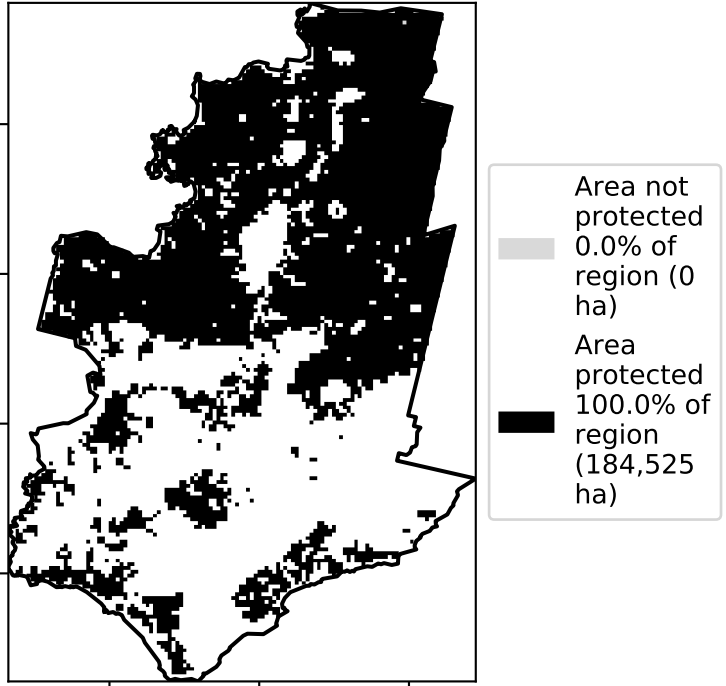 Area not
protected
0.0% of
region (0
ha)
Area
protected
100.0% of
region
(184,525
ha)